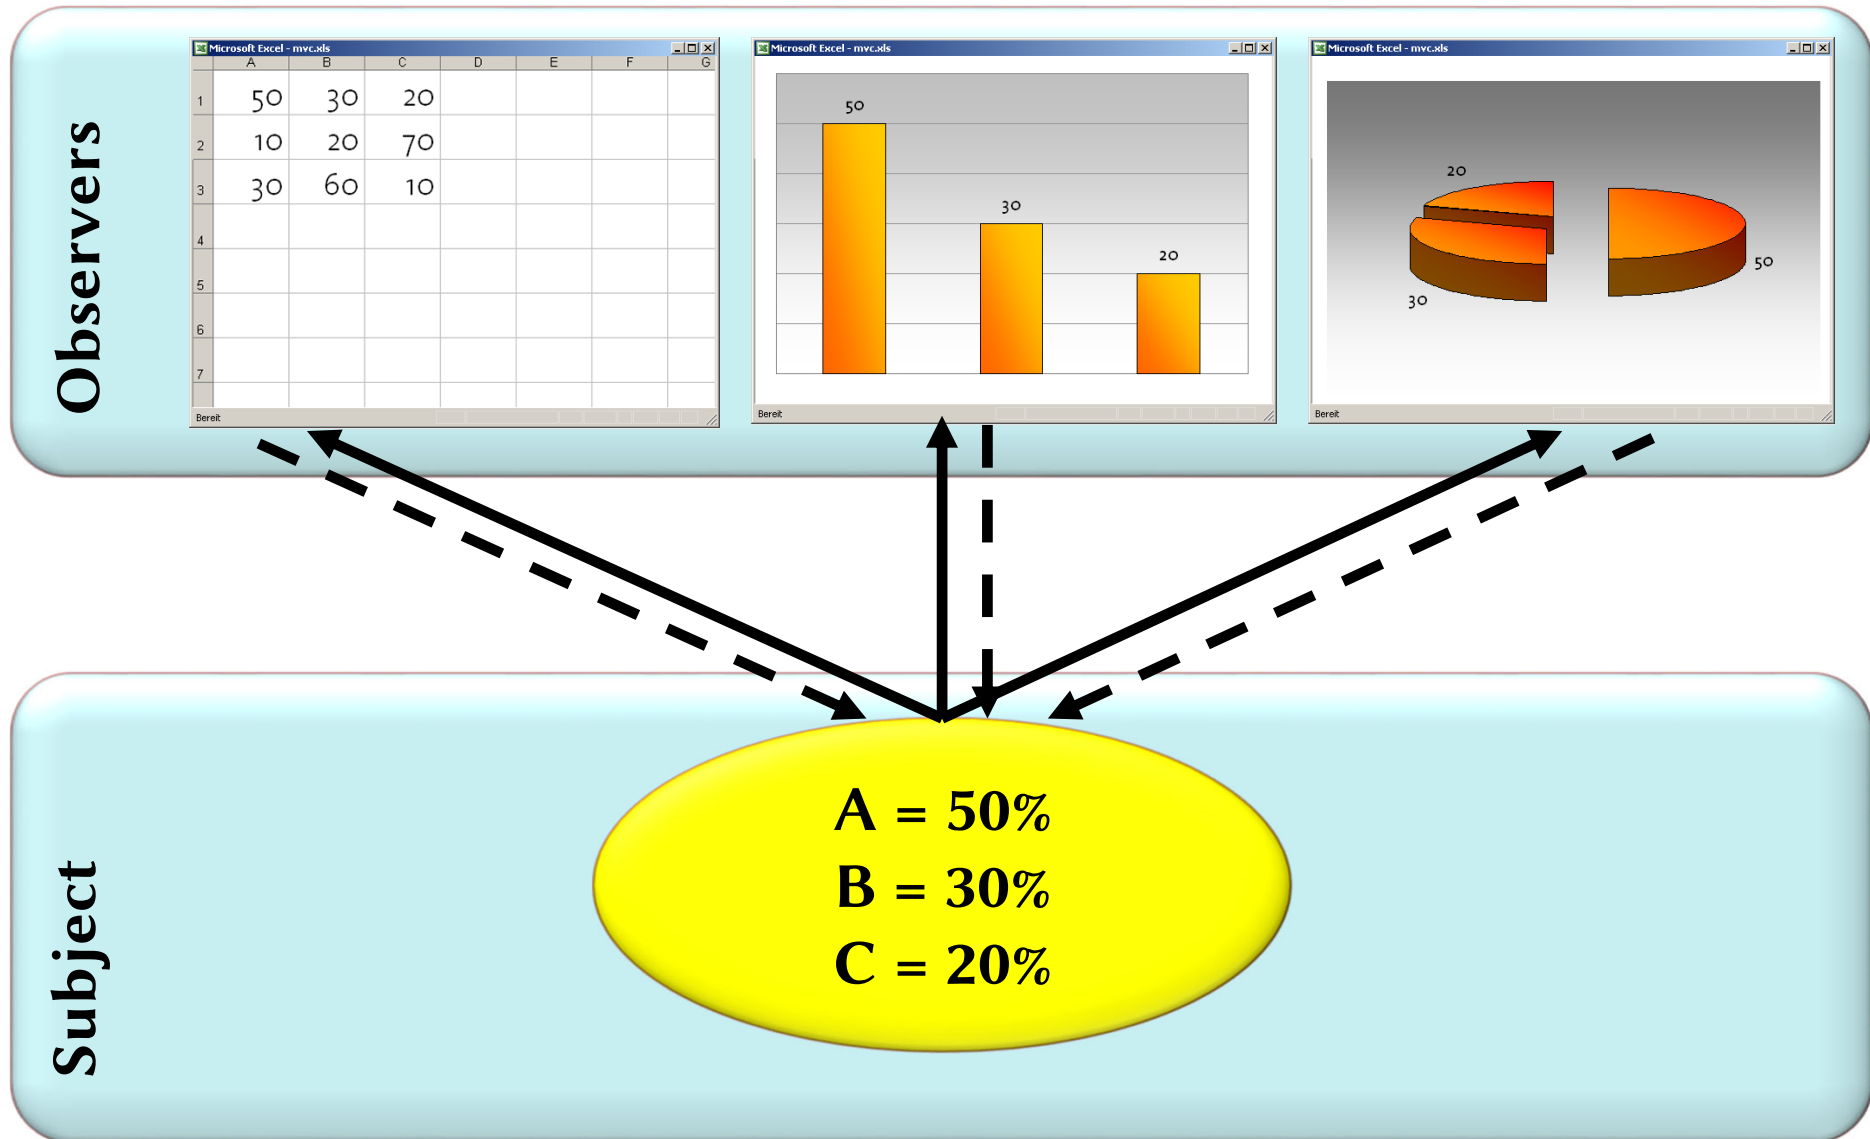 Observers
Microsoft Excel - mvc.xls
A B C D E F G
1 50 30 20
2 10 20 70
3 30 60 10
4
5
6
7
Bereit
Microsoft Excel - mvc.xls
50
30
20
Bereit
Microsoft Excel - mvc.xls
20
50
30
Bereit
Subject
A = 50%
B = 30%
C = 20%